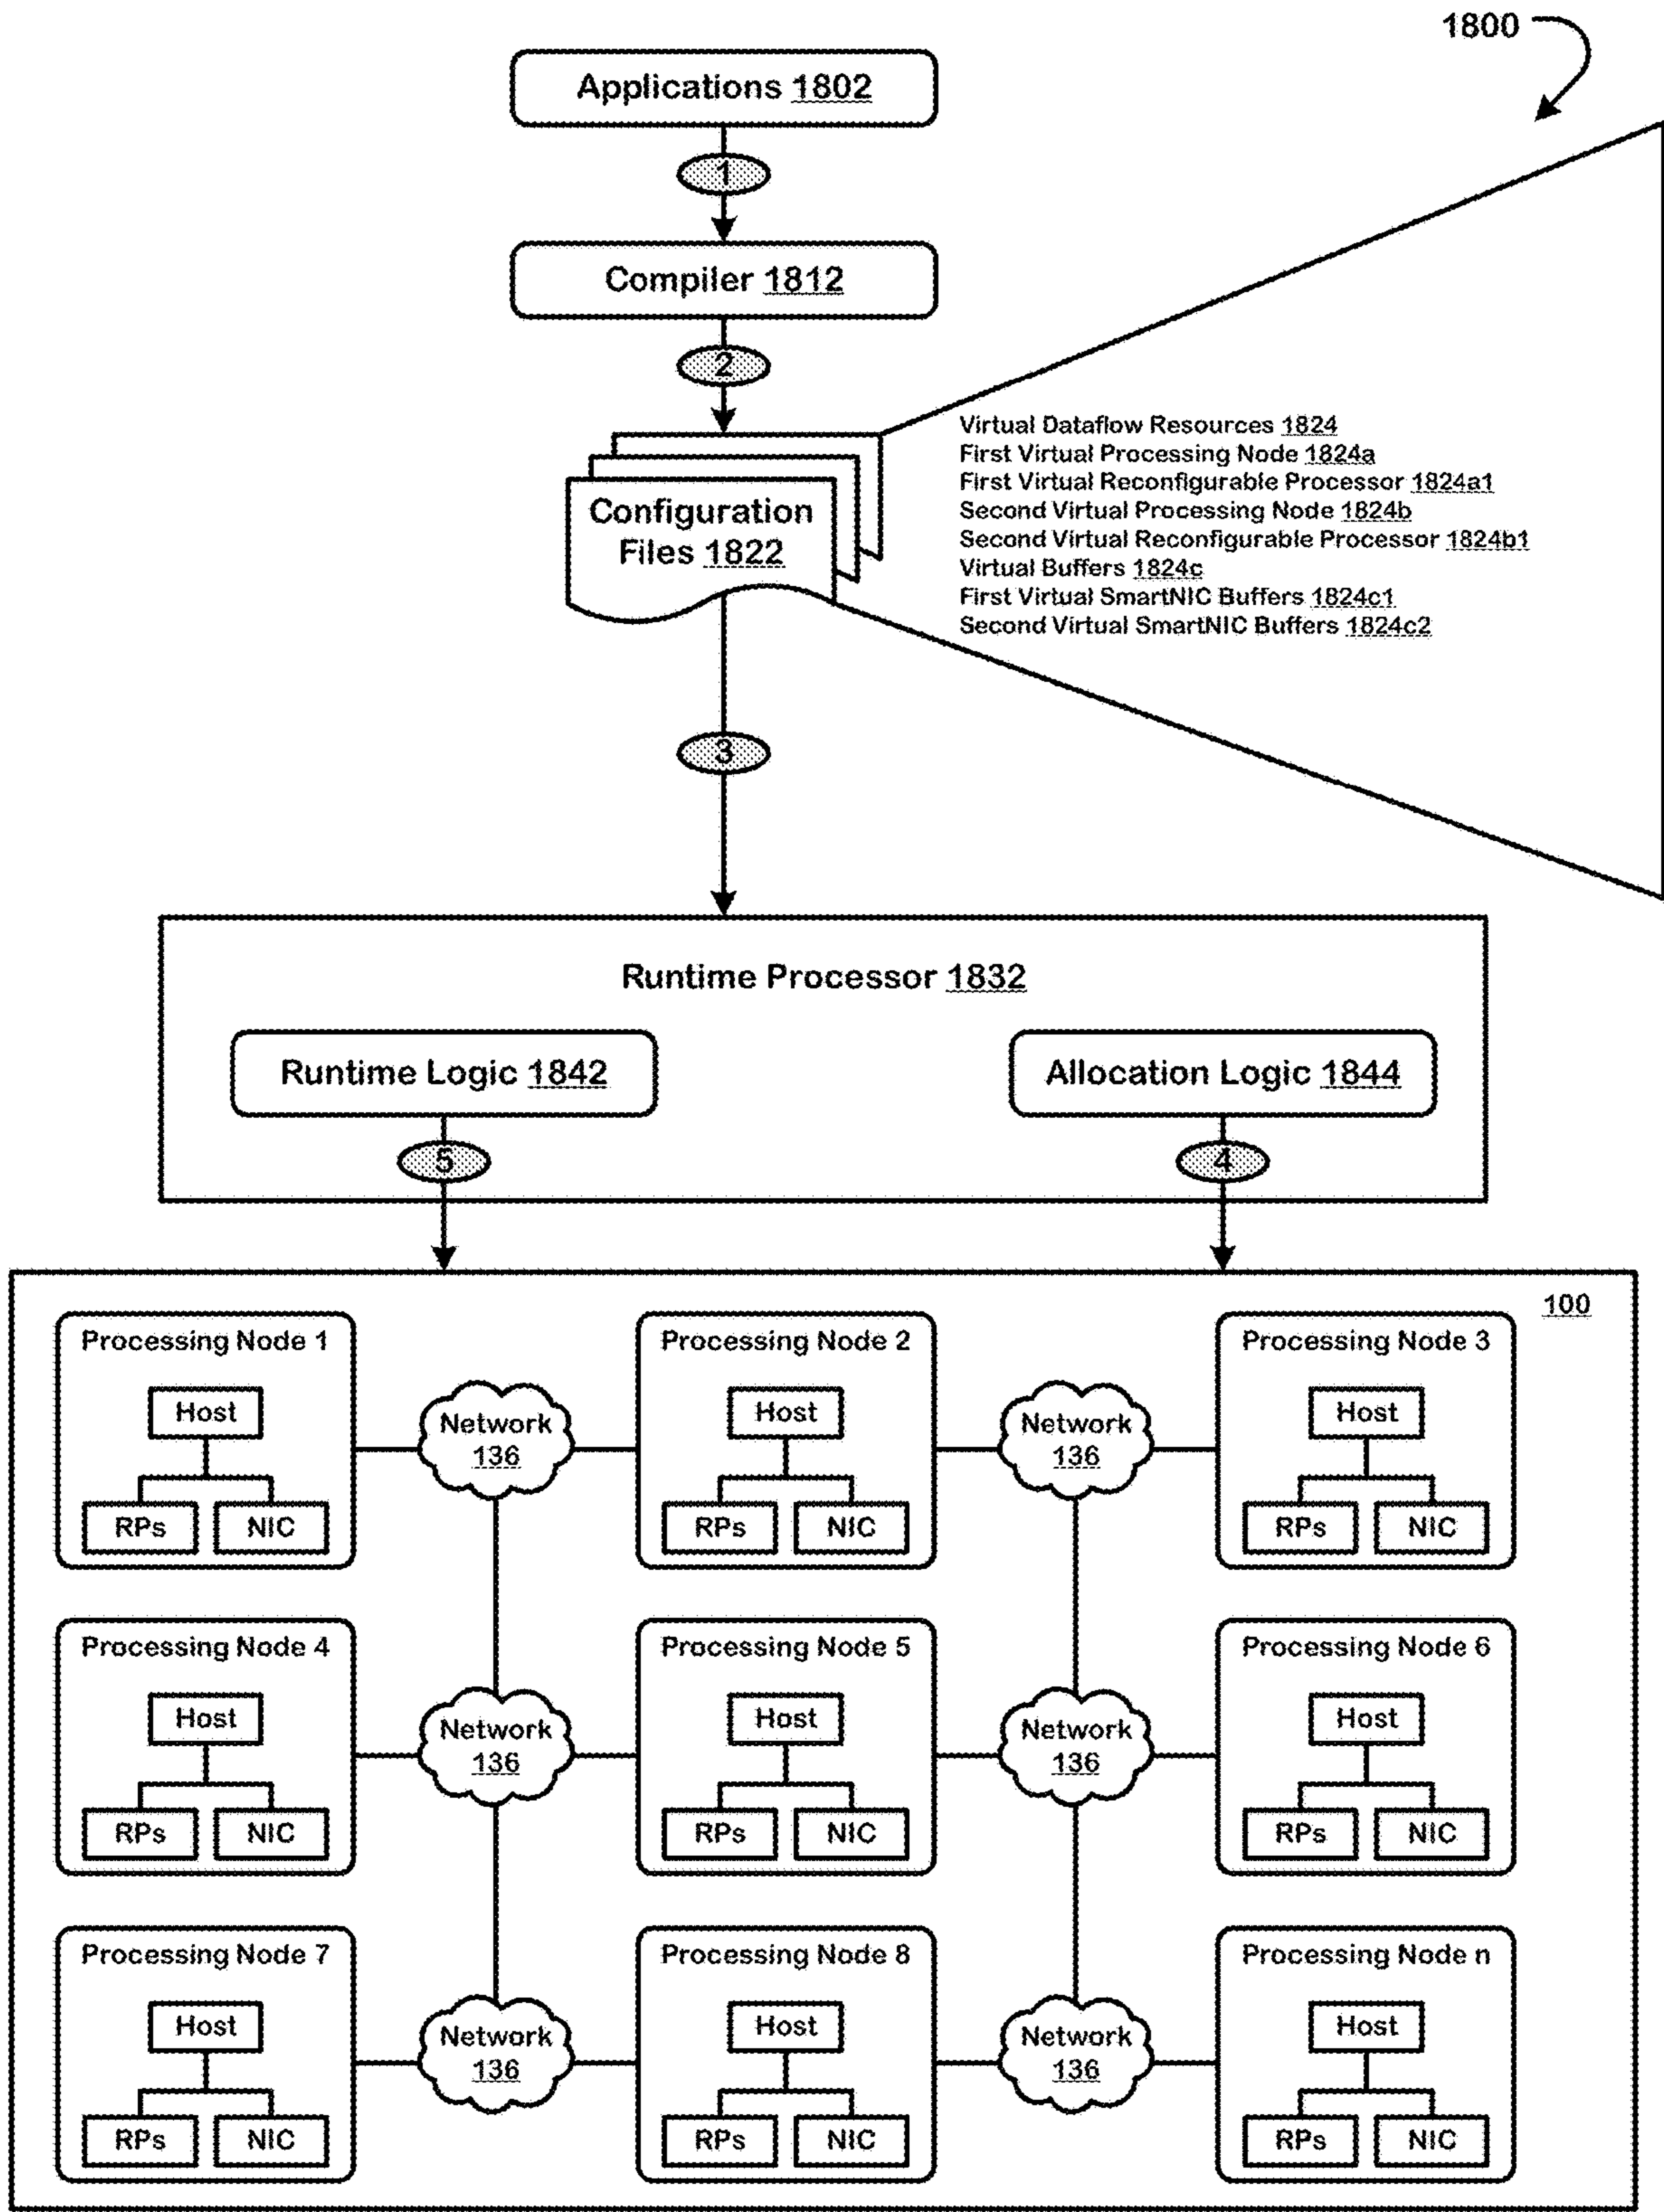 1800
Applications 1802
1
Compiler 1812
2
Virtual Dataflow Resources 1824
First Virtual Processing Node 1824a
First Virtual Reconfigurable Processor 1824a1
Second Virtual Processing Node 1824b
Second Virtual Reconfigurable Processor 1824b1
Virtual Buffers 1824c
First Virtual SmartNIC Buffers 1824c1
Second Virtual SmartNIC Buffers 1824c2
Configuration
Files 1822
3
Runtime Processor 1832
Runtime Logic 1842
Allocation Logic 1844
5
4
100
Processing Node 1
Host
RPs
NIC
Network
136
Processing Node 2
Host
RPs
NIC
Network
136
Processing Node 3
Host
RPs
NIC
Processing Node 4
Host
RPs
NIC
Network
136
Processing Node 5
Host
RPs
NIC
Network
136
Processing Node 6
Host
RPs
NIC
Processing Node 7
Host
RPs
NIC
Network
136
Processing Node 8
Host
RPs
NIC
Network
136
Processing Node n
Host
RPs
NIC